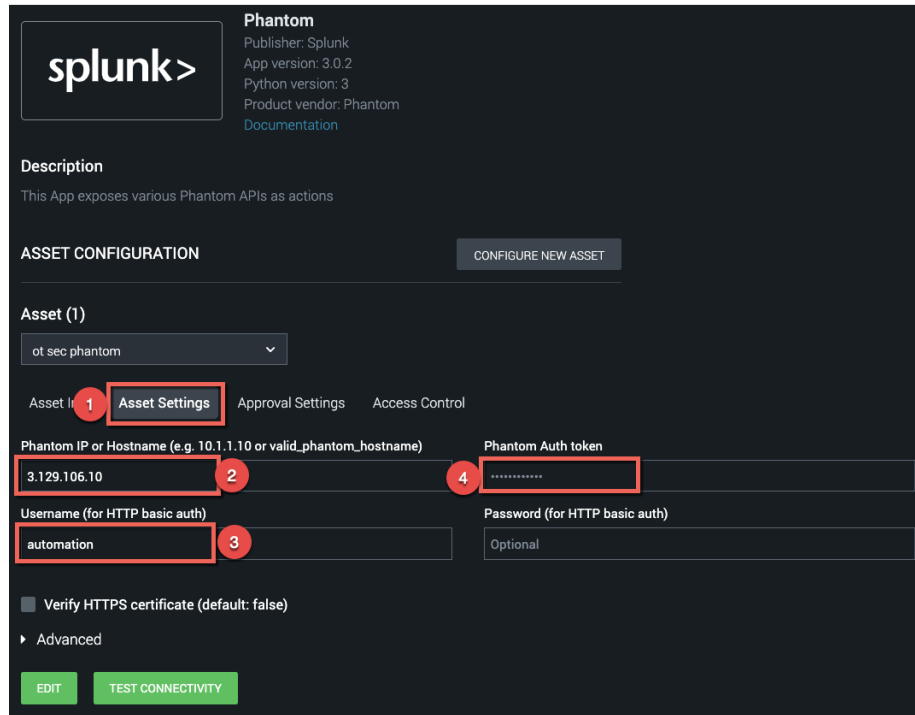 splunk>
Phantom
Publisher: Splunk
App version: 3.0.2
Python version: 3
Product vendor: Phantom
Documentation
Description
This App exposes various Phantom APIs as actions
ASSET CONFIGURATION
CONFIGURE NEW ASSET
Asset (1)
ot sec phantom
Asset I 1 Asset Settings Approval Settings Access Control
Phantom IP or Hostname (e.g. 10.1.1.10 or valid_phantom_hostname) Phantom Auth token
3.129.106.10 2 4 ••••••••••••
Username (for HTTP basic auth) Password (for HTTP basic auth)
automation 3 Optional
Verify HTTPS certificate (default: false)
Advanced
EDIT TEST CONNECTIVITY